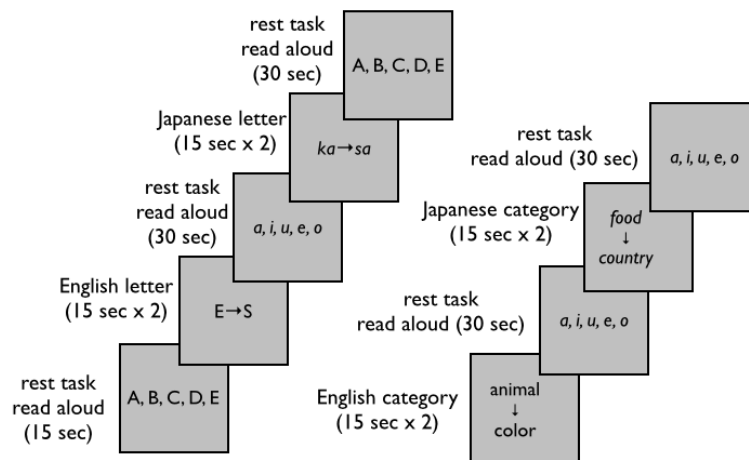 rest task
read aloud
(30 sec)
A, B, C, D, E
Japanese letter
(15 sec x 2)
ka→sa
rest task
read aloud
(30 sec)
a, i, u, e, o
English letter
(15 sec x 2)
E→S
rest task
read aloud
(15 sec)
A, B, C, D, E
rest task
read aloud (30 sec)
a, i, u, e, o
Japanese category
(15 sec x 2)
food
↓
country
rest task
read aloud (30 sec)
a, i, u, e, o
English category
(15 sec x 2)
animal
↓
color